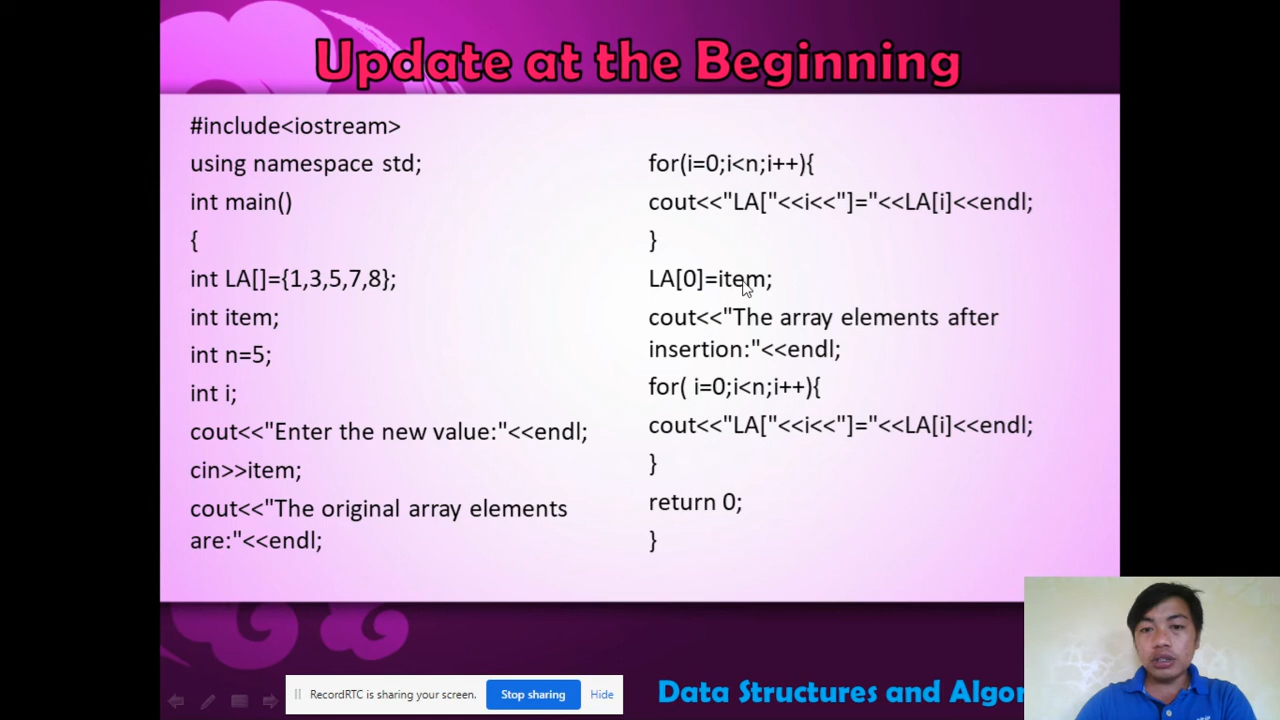 Update at the Beginning
#include<iostream>
using namespace std;
int main()
{
int LA[]={1,3,5,7,8};
int item;
int n=5;
int i;
cout<<"Enter the new value:"<<endl;
cin>>item;
cout<<"The original array elements
are:"<<endl;
for(i=0;i<n;i++){
cout<<"LA["<<i<<"]="<<LA[i]<<endl;
}
LA[0]=item;
cout<<"The array elements after
insertion:"<<endl;
for( i=0;i<n;i++){
cout<<"LA["<<i<<"]="<<LA[i]<<endl;
}
return 0;
}
RecordRTC is sharing your screen. Stop sharing Hide
Data Structures and Algor